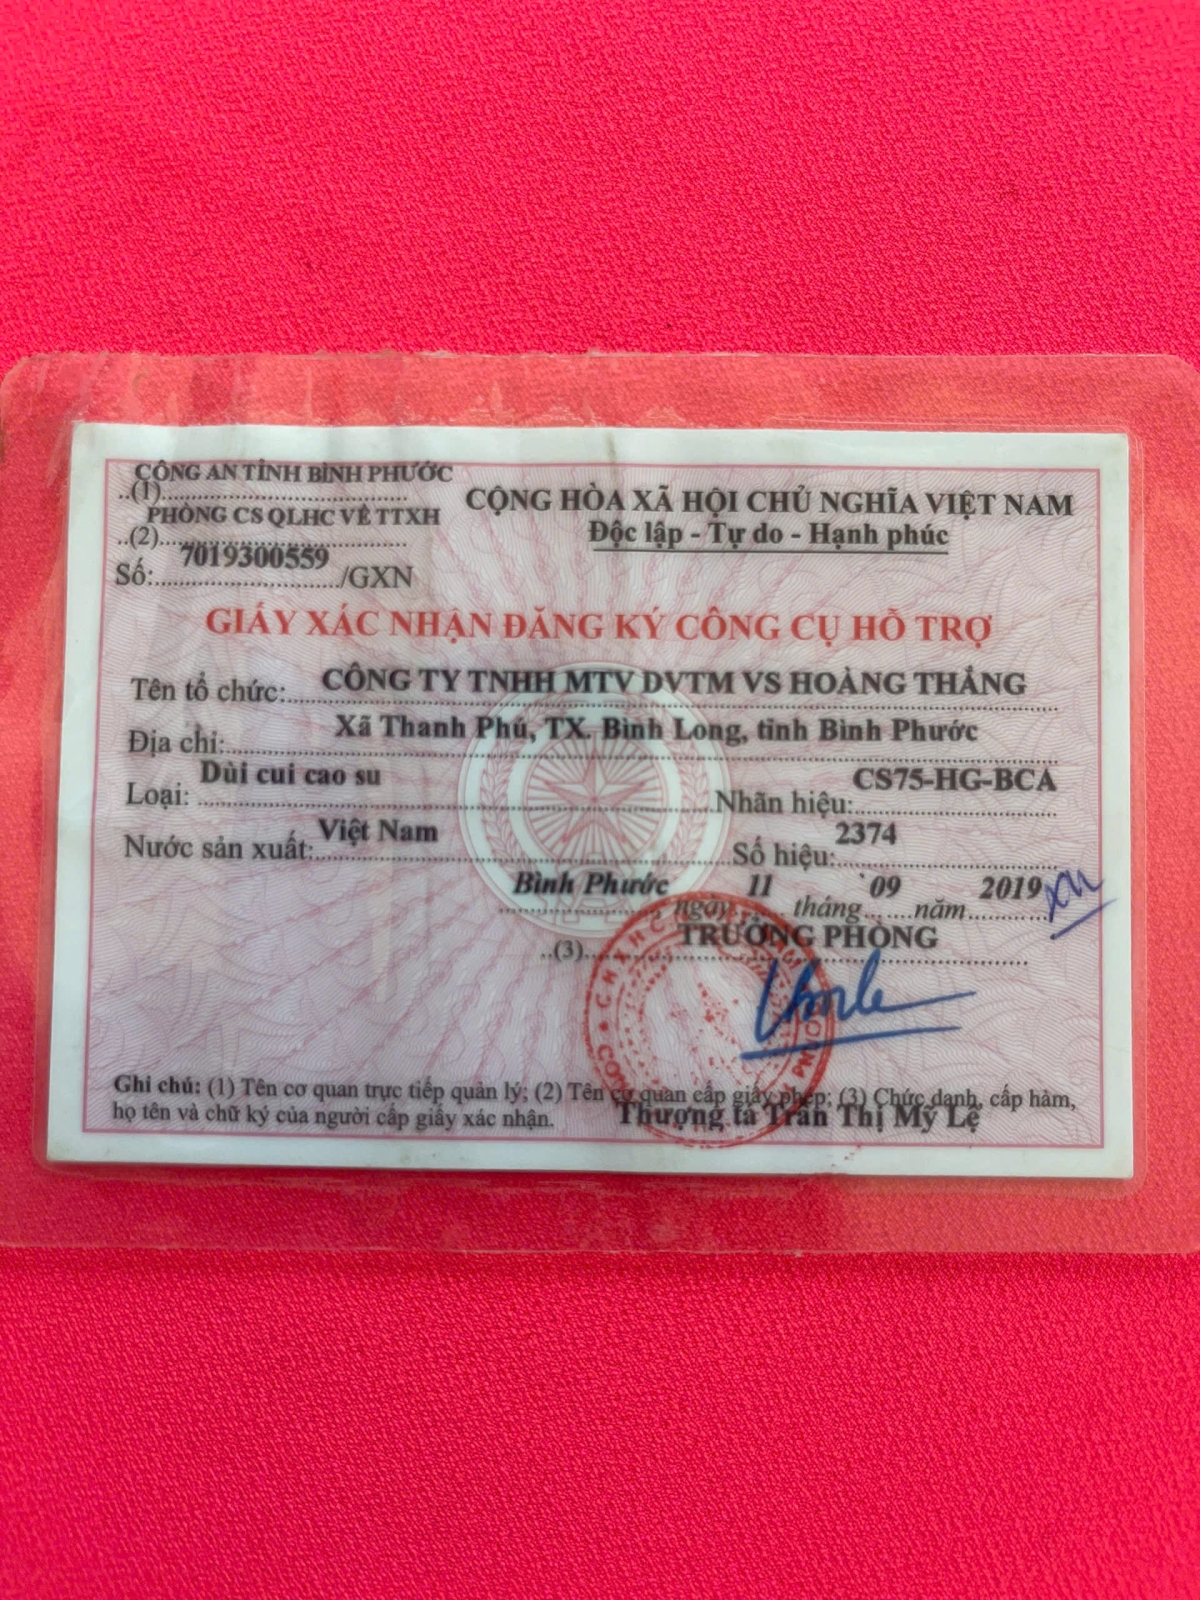 CÔNG AN TỈNH BÌNH PHƯỚC
..(1)
PHÒNG CS QLHC VỀ TTXH
..(2)
Số: 7019300559 /GXN
CỘNG HÒA XÃ HỘI CHỦ NGHĨA VIỆT NAM
Độc lập - Tự do - Hạnh phúc
GIẤY XÁC NHẬN ĐĂNG KÝ CÔNG CỤ HỖ TRỢ
Tên tổ chức: CÔNG TY TNHH MTV DVTM VS HOÀNG THẮNG
Địa chỉ: Xã Thanh Phú, TX. Bình Long, tỉnh Bình Phước
Loại: Dùi cui cao su Nhãn hiệu: CS75-HG-BCA
Nước sản xuất: Việt Nam Số hiệu: 2374
Bình Phước ngày 11 tháng 09 năm 2019
..(3) TRƯỞNG PHÒNG
Ghi chú: (1) Tên cơ quan trực tiếp quản lý; (2) Tên cơ quan cấp giấy phép; (3) Chức danh, cấp hàm,
họ tên và chữ ký của người cấp giấy xác nhận.
Thượng tá Trần Thị Mỹ Lệ